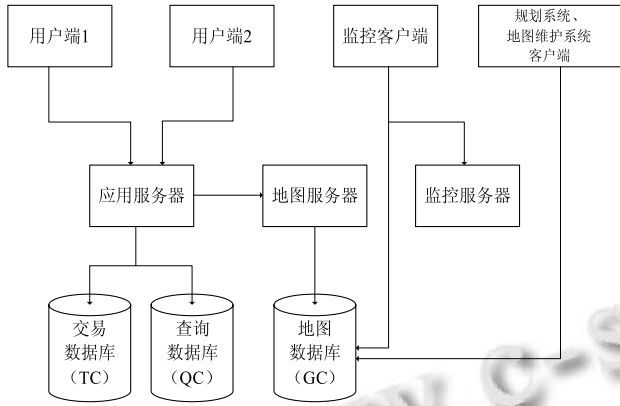 用户端1
用户端2
监控客户端
规划系统、
地图维护系统
客户端
应用服务器
地图服务器
监控服务器
交易
数据库
（TC）
查询
数据库
（QC）
地图
数据库
（GC）
C-S